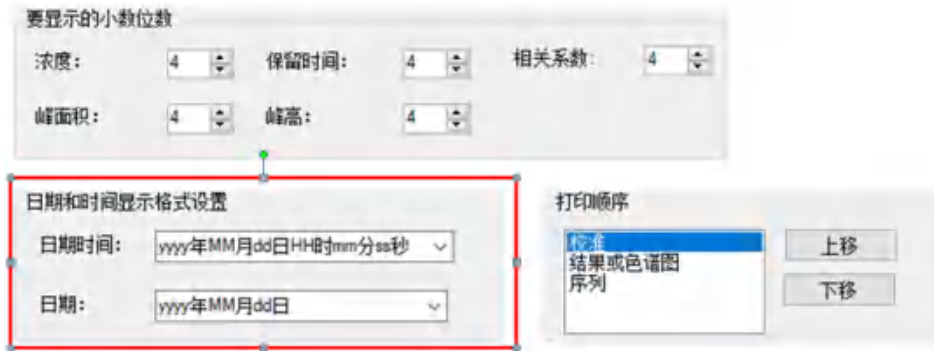 要显示的小数位数
浓度： 4 保留时间： 4 相关系数: 4
峰面积： 4 峰高： 4
日期和时间显示格式设置
日期时间： yyyy年MM月dd日HH时mm分ss秒
日期： yyyy年MM月dd日
打印顺序
校准
结果或色谱图
序列
上移
下移